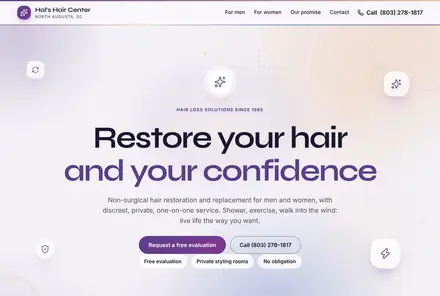 Hal's Hair Center
NORTH AUGUSTA, SC
For men
For women
Our promise
Contact
Call (803) 278-1817
HAIR LOSS SOLUTIONS SINCE 1985
Restore your hair
and your confidence
Non-surgical hair restoration and replacement for men and women, with
discreet, private, one-on-one service. Shower, exercise, walk into the wind:
live life the way you want.
Request a free evaluation
Call (803) 278-1817
Free evaluation
Private styling rooms
No obligation